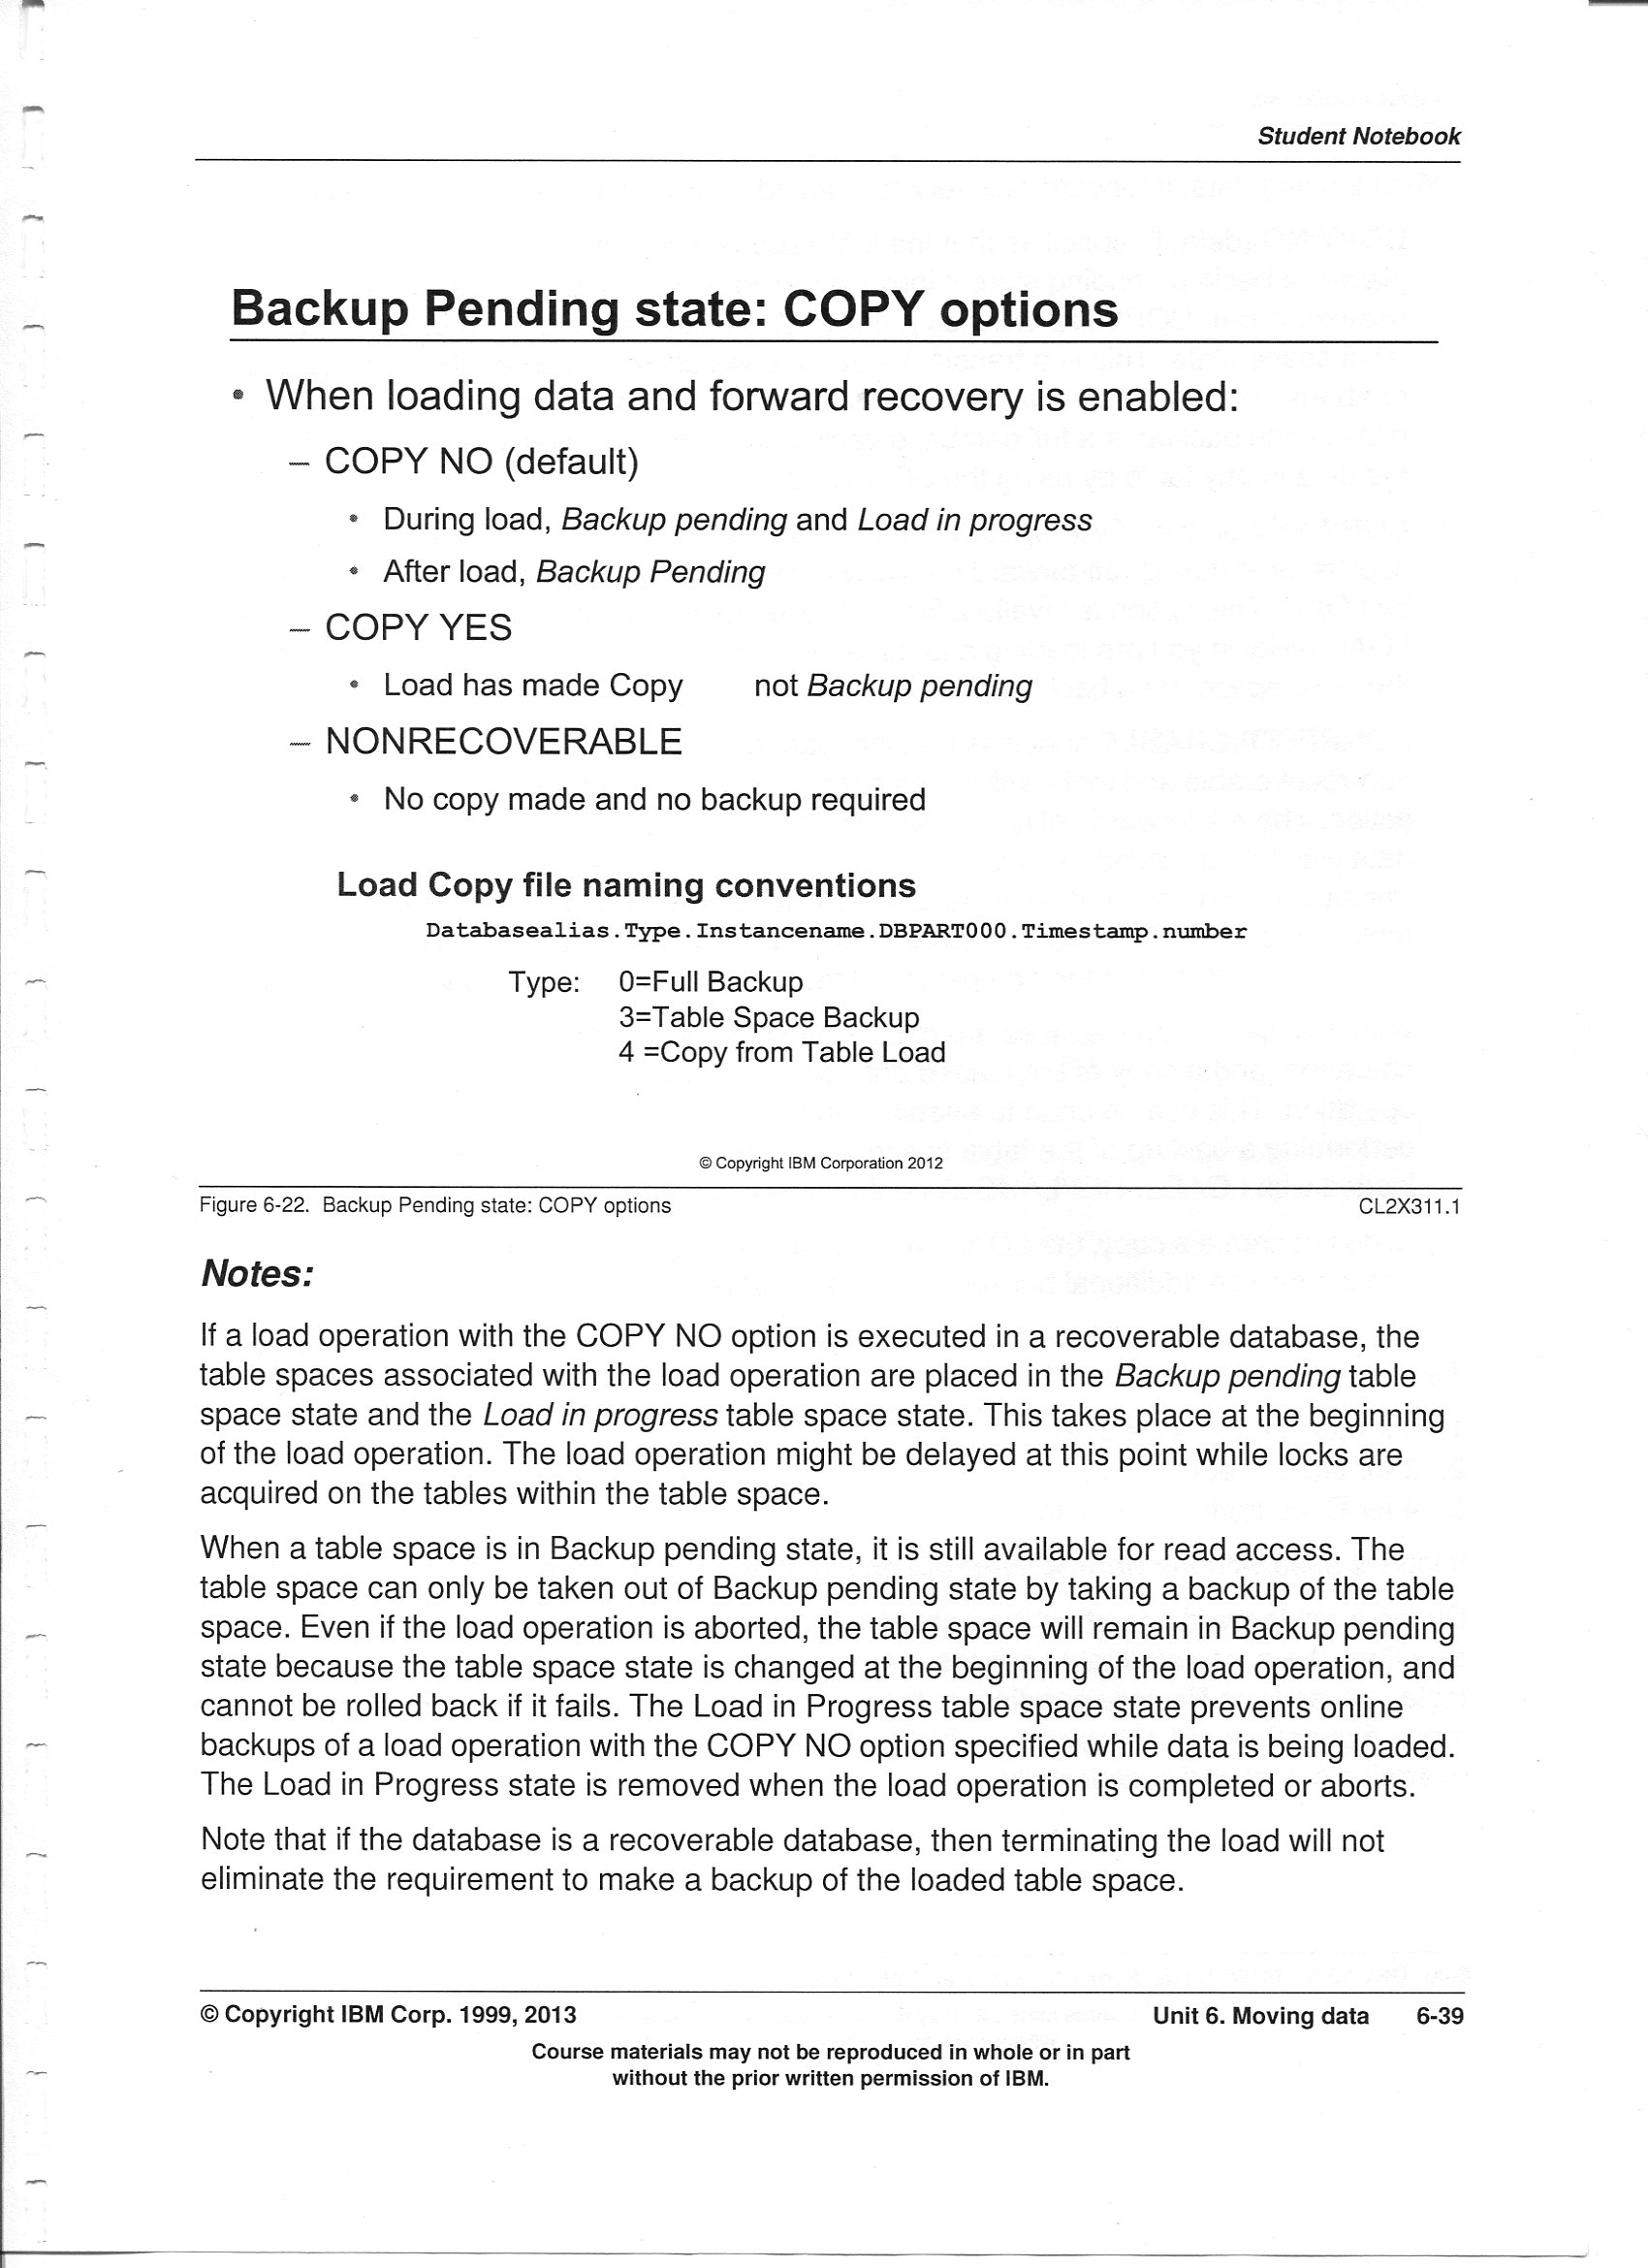 Student Notebook
Backup Pending state: COPY options
• When loading data and forward recovery is enabled:
– COPY NO (default)
• During load, Backup pending and Load in progress
• After load, Backup Pending
– COPY YES
• Load has made Copy not Backup pending
– NONRECOVERABLE
• No copy made and no backup required
Load Copy file naming conventions
Databasealias.Type.Instancename.DBPART000.Timestamp.number
Type: 0=Full Backup
3=Table Space Backup
4 =Copy from Table Load
© Copyright IBM Corporation 2012
Figure 6-22. Backup Pending state: COPY options CL2X311.1
Notes:
If a load operation with the COPY NO option is executed in a recoverable database, the
table spaces associated with the load operation are placed in the Backup pending table
space state and the Load in progress table space state. This takes place at the beginning
of the load operation. The load operation might be delayed at this point while locks are
acquired on the tables within the table space.
When a table space is in Backup pending state, it is still available for read access. The
table space can only be taken out of Backup pending state by taking a backup of the table
space. Even if the load operation is aborted, the table space will remain in Backup pending
state because the table space state is changed at the beginning of the load operation, and
cannot be rolled back if it fails. The Load in Progress table space state prevents online
backups of a load operation with the COPY NO option specified while data is being loaded.
The Load in Progress state is removed when the load operation is completed or aborts.
Note that if the database is a recoverable database, then terminating the load will not
eliminate the requirement to make a backup of the loaded table space.
© Copyright IBM Corp. 1999, 2013 Unit 6. Moving data 6-39
Course materials may not be reproduced in whole or in part
without the prior written permission of IBM.